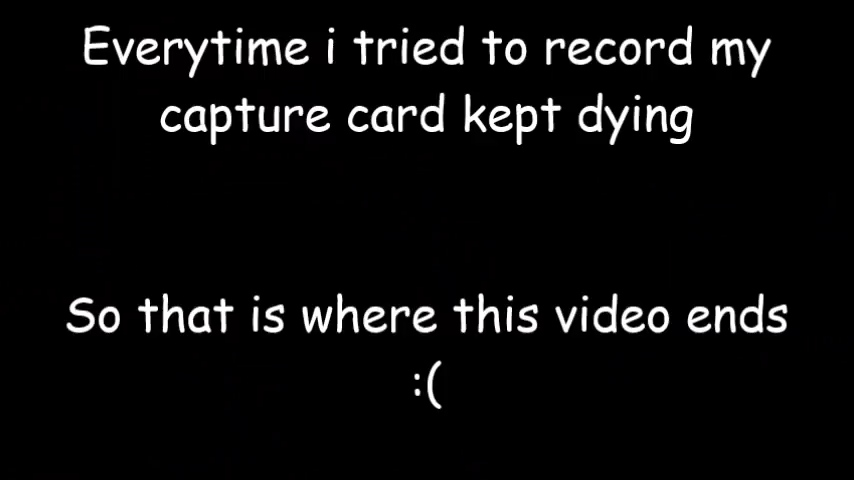 Everytime i tried to record my
capture card kept dying
So that is where this video ends
:(